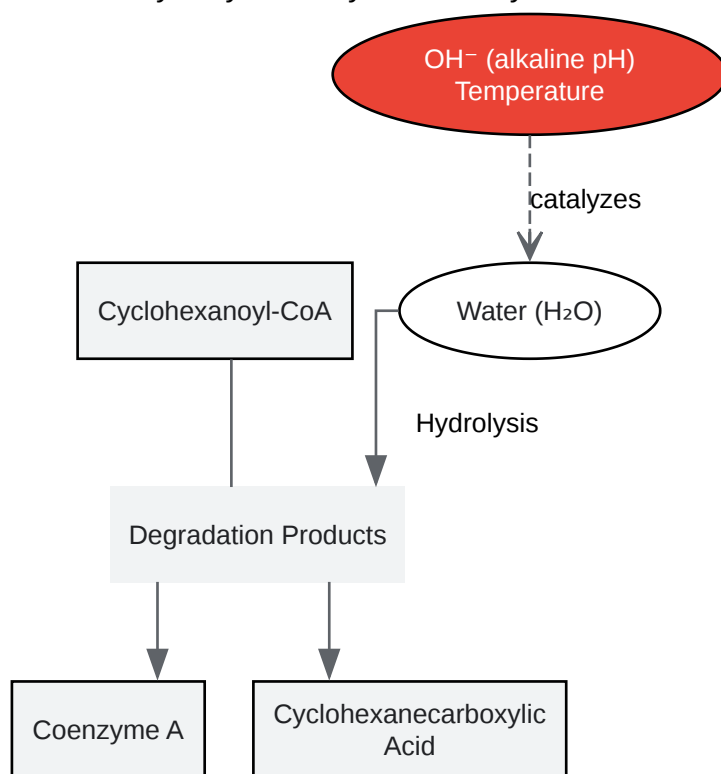 OH⁻ (alkaline pH)
Temperature
catalyzes
Cyclohexanoyl-CoA
Water (H₂O)
Hydrolysis
Degradation Products
Coenzyme A
Cyclohexanecarboxylic
Acid